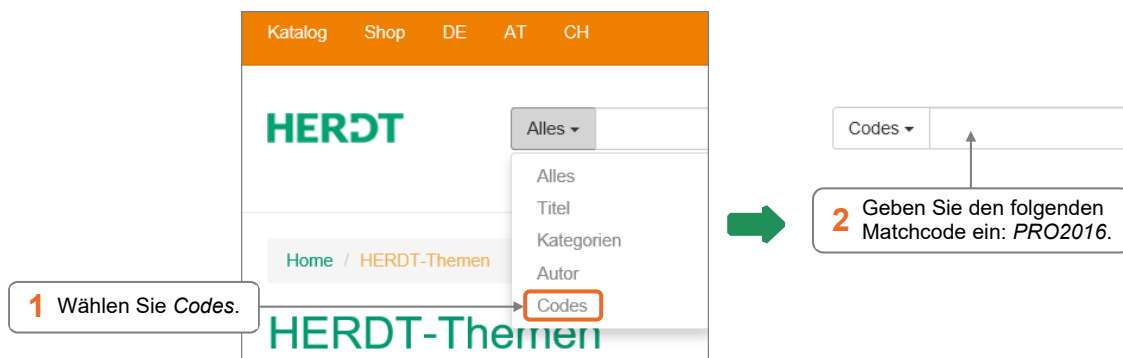 Katalog Shop DE AT CH
HERDT
Alles
Alles
Titel
Kategorien
Autor
Codes
Home / HERDT-Themen
HERDT-Themen
1 Wählen Sie Codes.
Codes
2 Geben Sie den folgenden
Matchcode ein: PRO2016.